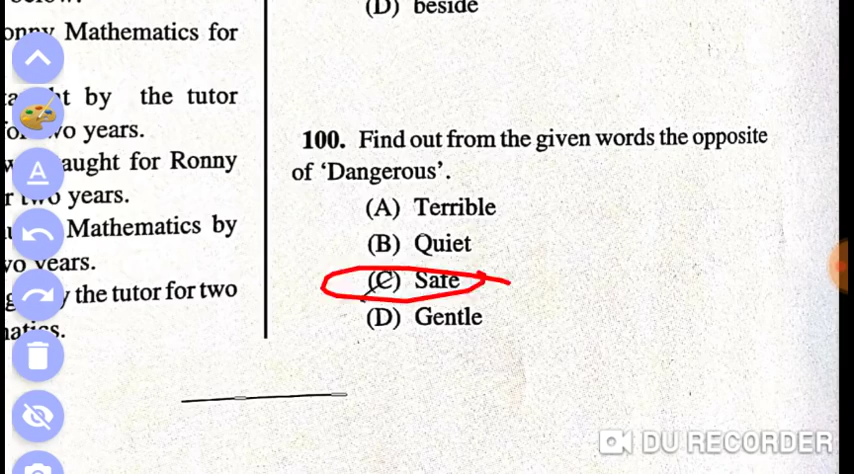 (D) beside
Mathematics for
by the tutor
years.
aught for Ronny
years.
Mathematics by
years.
the tutor for two
100. Find out from the given words the opposite
of ‘Dangerous’.
(A) Terrible
(B) Quiet
(C) Safe
(D) Gentle
A
DU RECORDER